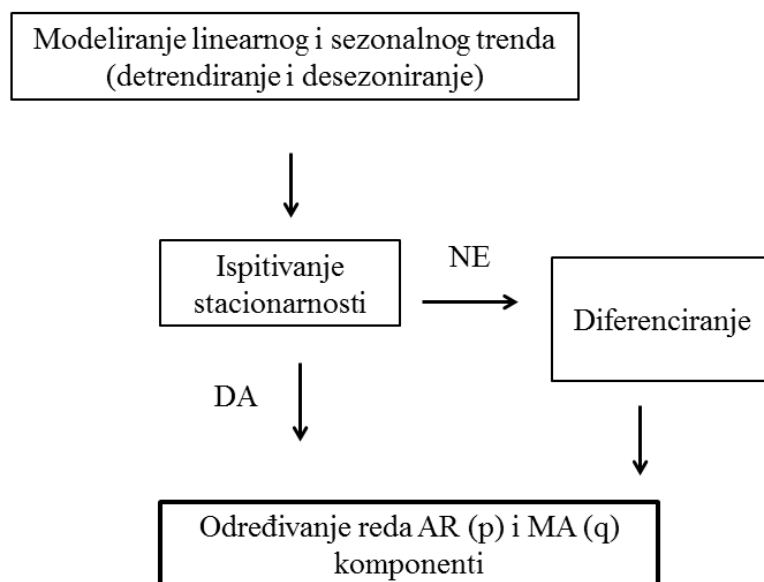 Modeliranje linearnog i sezonalnog trenda
(detrendiranje i desezoniranje)
Ispitivanje
stacionarnosti
NE
Diferenciranje
DA
Određivanje reda AR (p) i MA (q)
komponenti